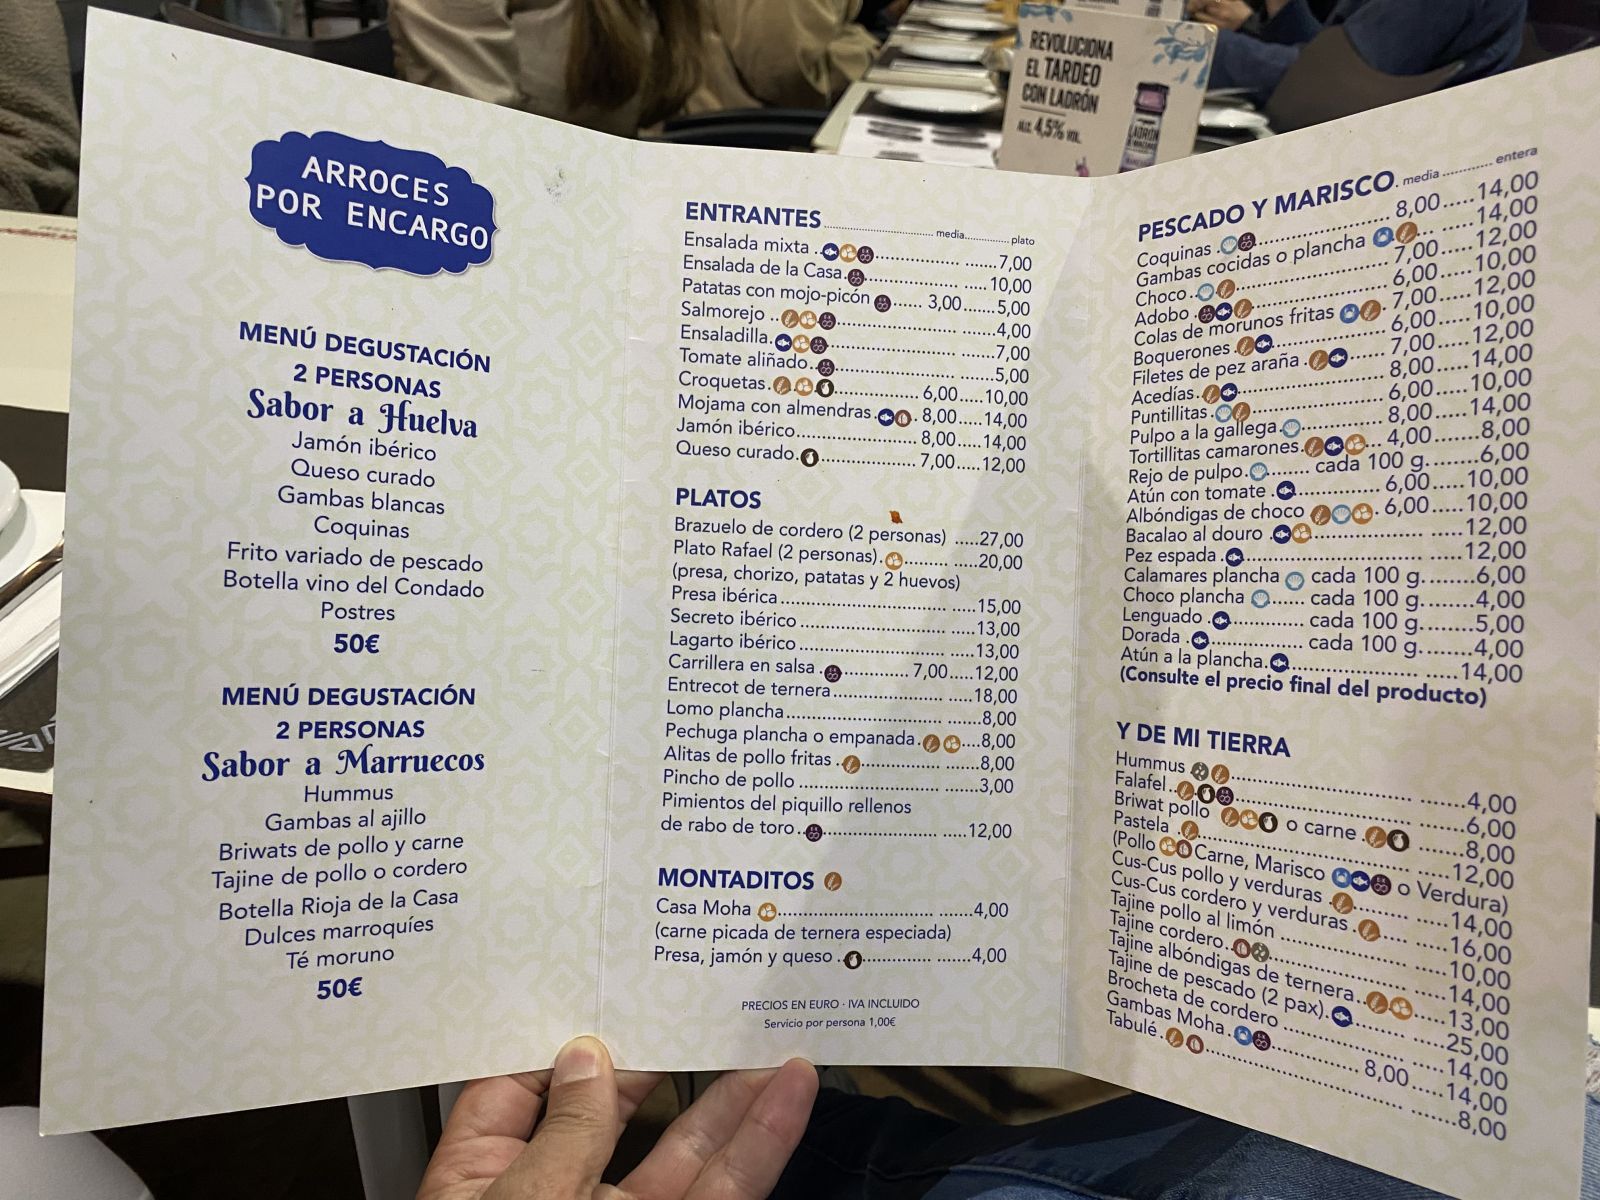 REVOLUCIONA
EL TARDEO
CON LADRÓN
ALC. 4,5% VOL.
LADRÓN
ARROCES
POR ENCARGO
MENÚ DEGUSTACIÓN
2 PERSONAS
Sabor a Huelva
Jamón ibérico
Queso curado
Gambas blancas
Coquinas
Frito variado de pescado
Botella vino del Condado
Postres
50€
MENÚ DEGUSTACIÓN
2 PERSONAS
Sabor a Marruecos
Hummus
Gambas al ajillo
Briwats de pollo y carne
Tajine de pollo o cordero
Botella Rioja de la Casa
Dulces marroquíes
Té moruno
50€
ENTRANTES media plato
Ensalada mixta 7,00
Ensalada de la Casa 10,00
Patatas con mojo-picón 3,00 5,00
Salmorejo 4,00
Ensaladilla 7,00
Tomate aliñado 5,00
Croquetas 6,00 10,00
Mojama con almendras 8,00 14,00
Jamón ibérico 8,00 14,00
Queso curado 7,00 12,00
PLATOS
Brazuelo de cordero (2 personas) 27,00
Plato Rafael (2 personas) 20,00
(presa, chorizo, patatas y 2 huevos)
Presa ibérica 15,00
Secreto ibérico 13,00
Lagarto ibérico 13,00
Carrillera en salsa 7,00 12,00
Entrecot de ternera 18,00
Lomo plancha 8,00
Pechuga plancha o empanada 8,00
Alitas de pollo fritas 8,00
Pincho de pollo 3,00
Pimientos del piquillo rellenos
de rabo de toro 12,00
MONTADITOS
Casa Moha 4,00
(carne picada de ternera especiada)
Presa, jamón y queso 4,00
PRECIOS EN EURO · IVA INCLUIDO
Servicio por persona 1,00€
PESCADO Y MARISCO media entera
Coquinas 8,00 14,00
Gambas cocidas o plancha 14,00
Choco 7,00 12,00
Adobo 6,00 10,00
Colas de morunos fritas 7,00 12,00
Boquerones 6,00 10,00
Filetes de pez araña 7,00 12,00
Acedías 8,00 14,00
Puntillitas 6,00 10,00
Pulpo a la gallega 8,00 14,00
Tortillitas camarones 4,00 8,00
Rejo de pulpo cada 100 g. 6,00
Atún con tomate 6,00 10,00
Albóndigas de choco 6,00 10,00
Bacalao al douro 12,00
Pez espada 12,00
Calamares plancha cada 100 g. 6,00
Choco plancha cada 100 g. 4,00
Lenguado cada 100 g. 5,00
Dorada cada 100 g. 4,00
Atún a la plancha 14,00
(Consulte el precio final del producto)
Y DE MI TIERRA
Hummus 4,00
Falafel 6,00
Briwat pollo o carne 8,00
Pastela 12,00
(Pollo Carne, Marisco o Verdura)
Cus-Cus pollo y verduras 14,00
Cus-Cus cordero y verduras 16,00
Tajine pollo al limón 10,00
Tajine cordero 14,00
Tajine albóndigas de ternera 13,00
Tajine de pescado (2 pax) 25,00
Brocheta de cordero 14,00
Gambas Moha 8,00 14,00
Tabulé 8,00